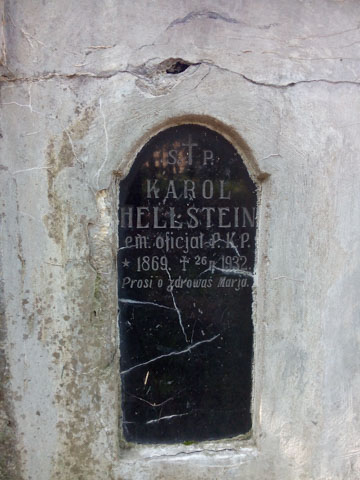 S † P.
KAROL
HELLSTEIN
em. oficjał P.K.P.
* 1869. † 26/II 1932.
Prosi o zdrowaś Marja.